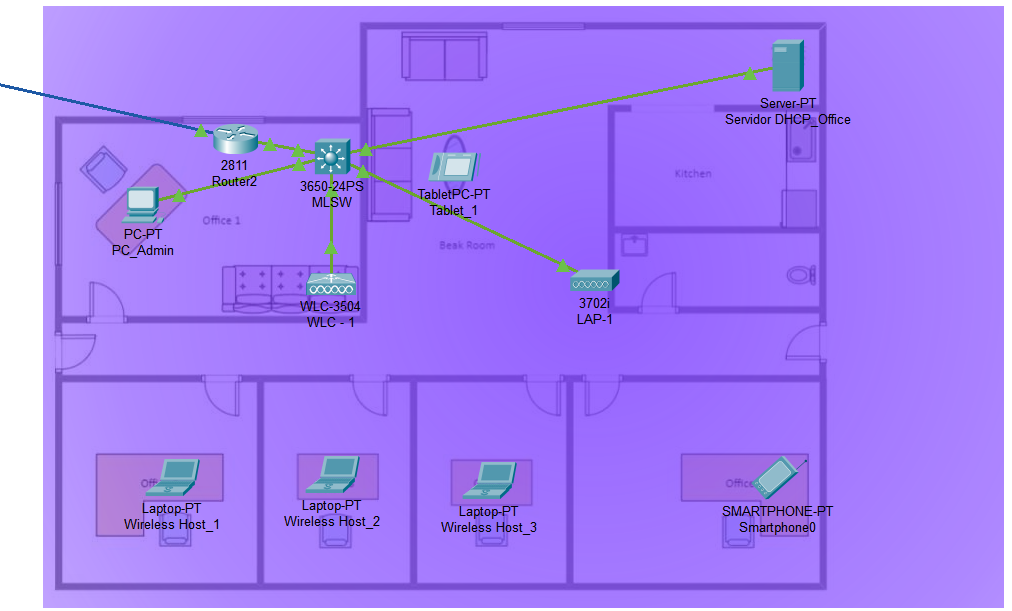 Server-PT
Servidor DHCP_Office
2811
Router2
3650-24PS
MLSW
TabletPC-PT
Tablet_1
Kitchen
Office 1
PC-PT
PC_Admin
Beak Room
WLC-3504
WLC - 1
3702i
LAP-1
Laptop-PT
Wireless Host_1
Laptop-PT
Wireless Host_2
Laptop-PT
Wireless Host_3
SMARTPHONE-PT
Smartphone0